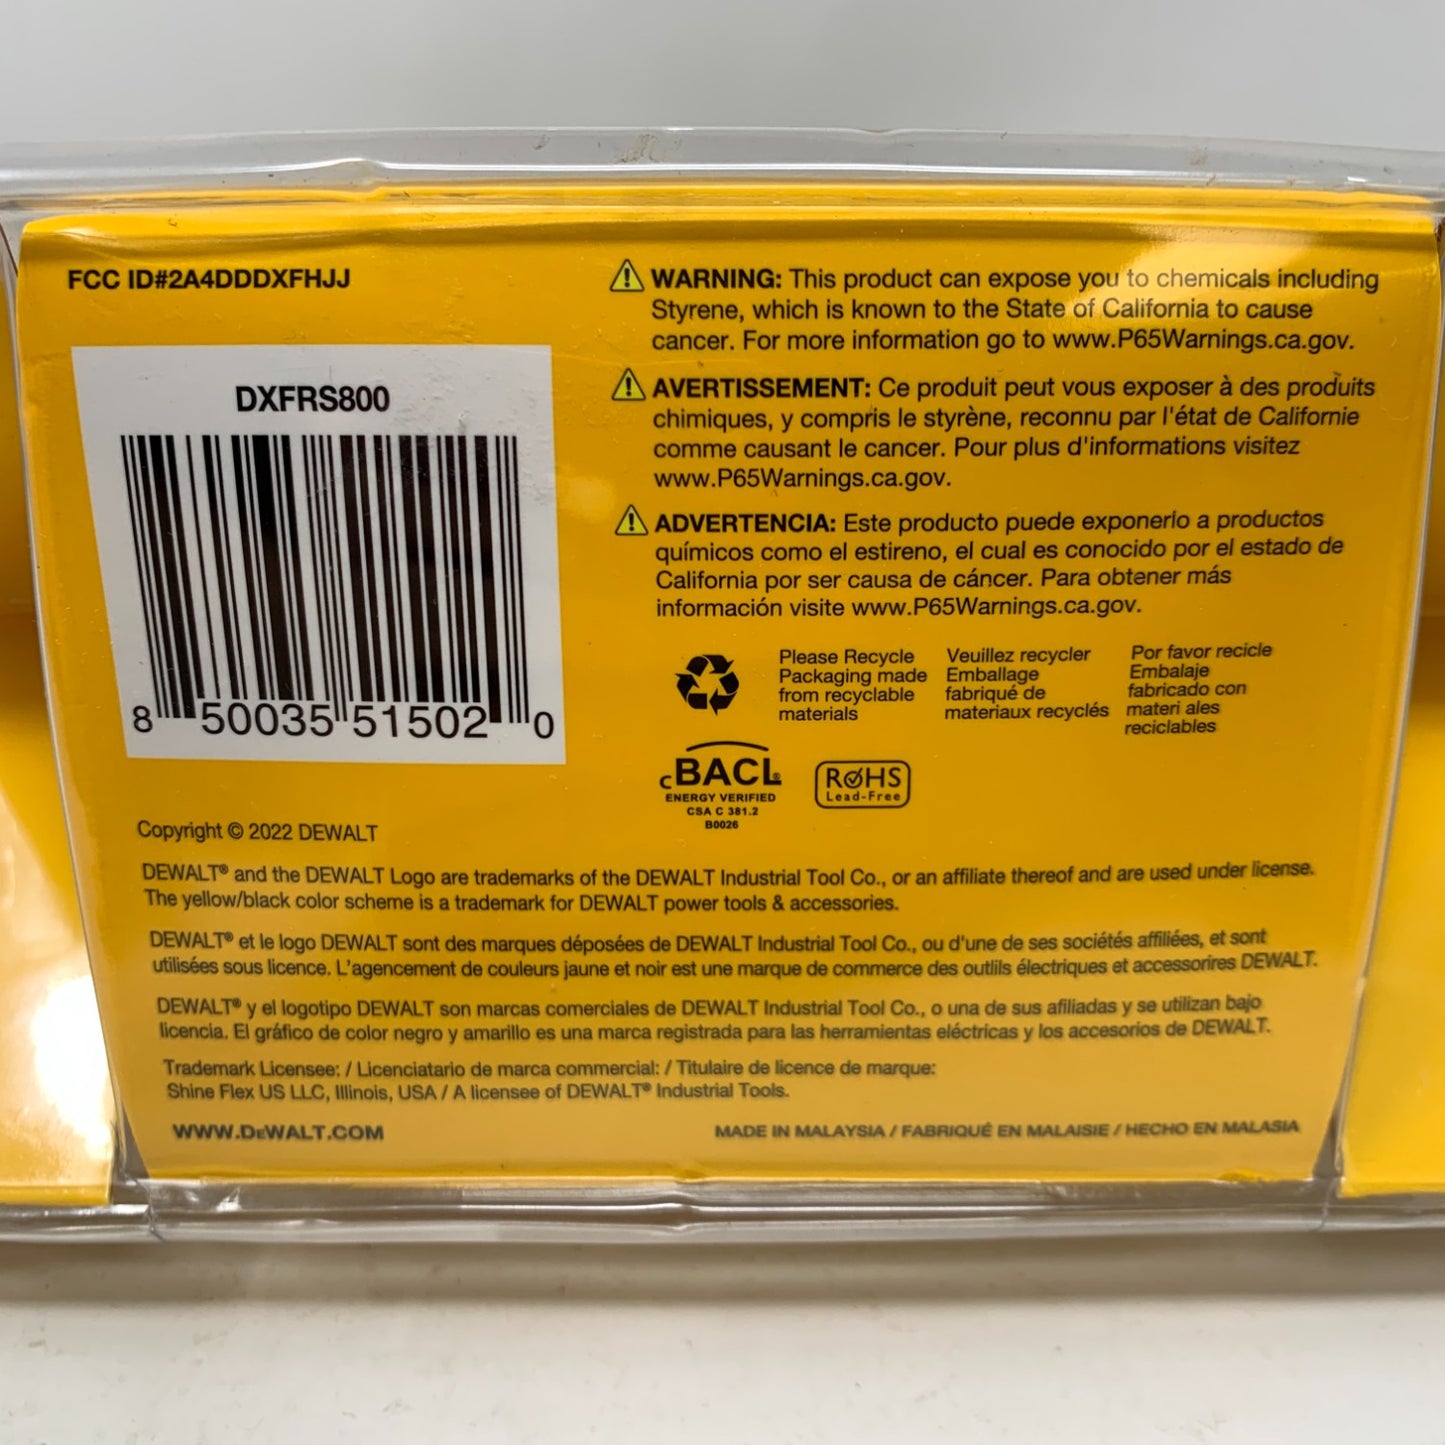 FCC ID#2A4DDDXFHJJ
DXFRS800
8 50035 51502 0
WARNING: This product can expose you to chemicals including
Styrene, which is known to the State of California to cause
cancer. For more information go to www.P65Warnings.ca.gov.
AVERTISSEMENT: Ce produit peut vous exposer à des produits
chimiques, y compris le styrène, reconnu par l'état de Californie
comme causant le cancer. Pour plus d'informations visitez
www.P65Warnings.ca.gov.
ADVERTENCIA: Este producto puede exponerlo a productos
químicos como el estireno, el cual es conocido por el estado de
California por ser causa de cáncer. Para obtener más
información visite www.P65Warnings.ca.gov.
Please Recycle
Packaging made
from recyclable
materials
Veuillez recycler
Emballage
fabriqué de
materiaux recyclés
Por favor recicle
Embalaje
fabricado con
materi ales
reciclables
cBACL®
ENERGY VERIFIED
CSA C 381.2
B0026
ROHS
Lead-Free
Copyright © 2022 DEWALT
DEWALT® and the DEWALT Logo are trademarks of the DEWALT Industrial Tool Co., or an affiliate thereof and are used under license.
The yellow/black color scheme is a trademark for DEWALT power tools & accessories.
DEWALT® et le logo DEWALT sont des marques déposées de DEWALT Industrial Tool Co., ou d'une de ses sociétés affiliées, et sont
utilisées sous licence. L'agencement de couleurs jaune et noir est une marque de commerce des outlils électriques et accessorires DEWALT.
DEWALT® y el logotipo DEWALT son marcas comerciales de DEWALT Industrial Tool Co., o una de sus afiliadas y se utilizan bajo
licencia. El gráfico de color negro y amarillo es una marca registrada para las herramientas eléctricas y los accesorios de DEWALT.
Trademark Licensee: / Licenciatario de marca commercial: / Titulaire de licence de marque:
Shine Flex US LLC, Illinois, USA / A licensee of DEWALT® Industrial Tools.
WWW.DEWALT.COM
MADE IN MALAYSIA / FABRIQUÉ EN MALAISIE / HECHO EN MALASIA